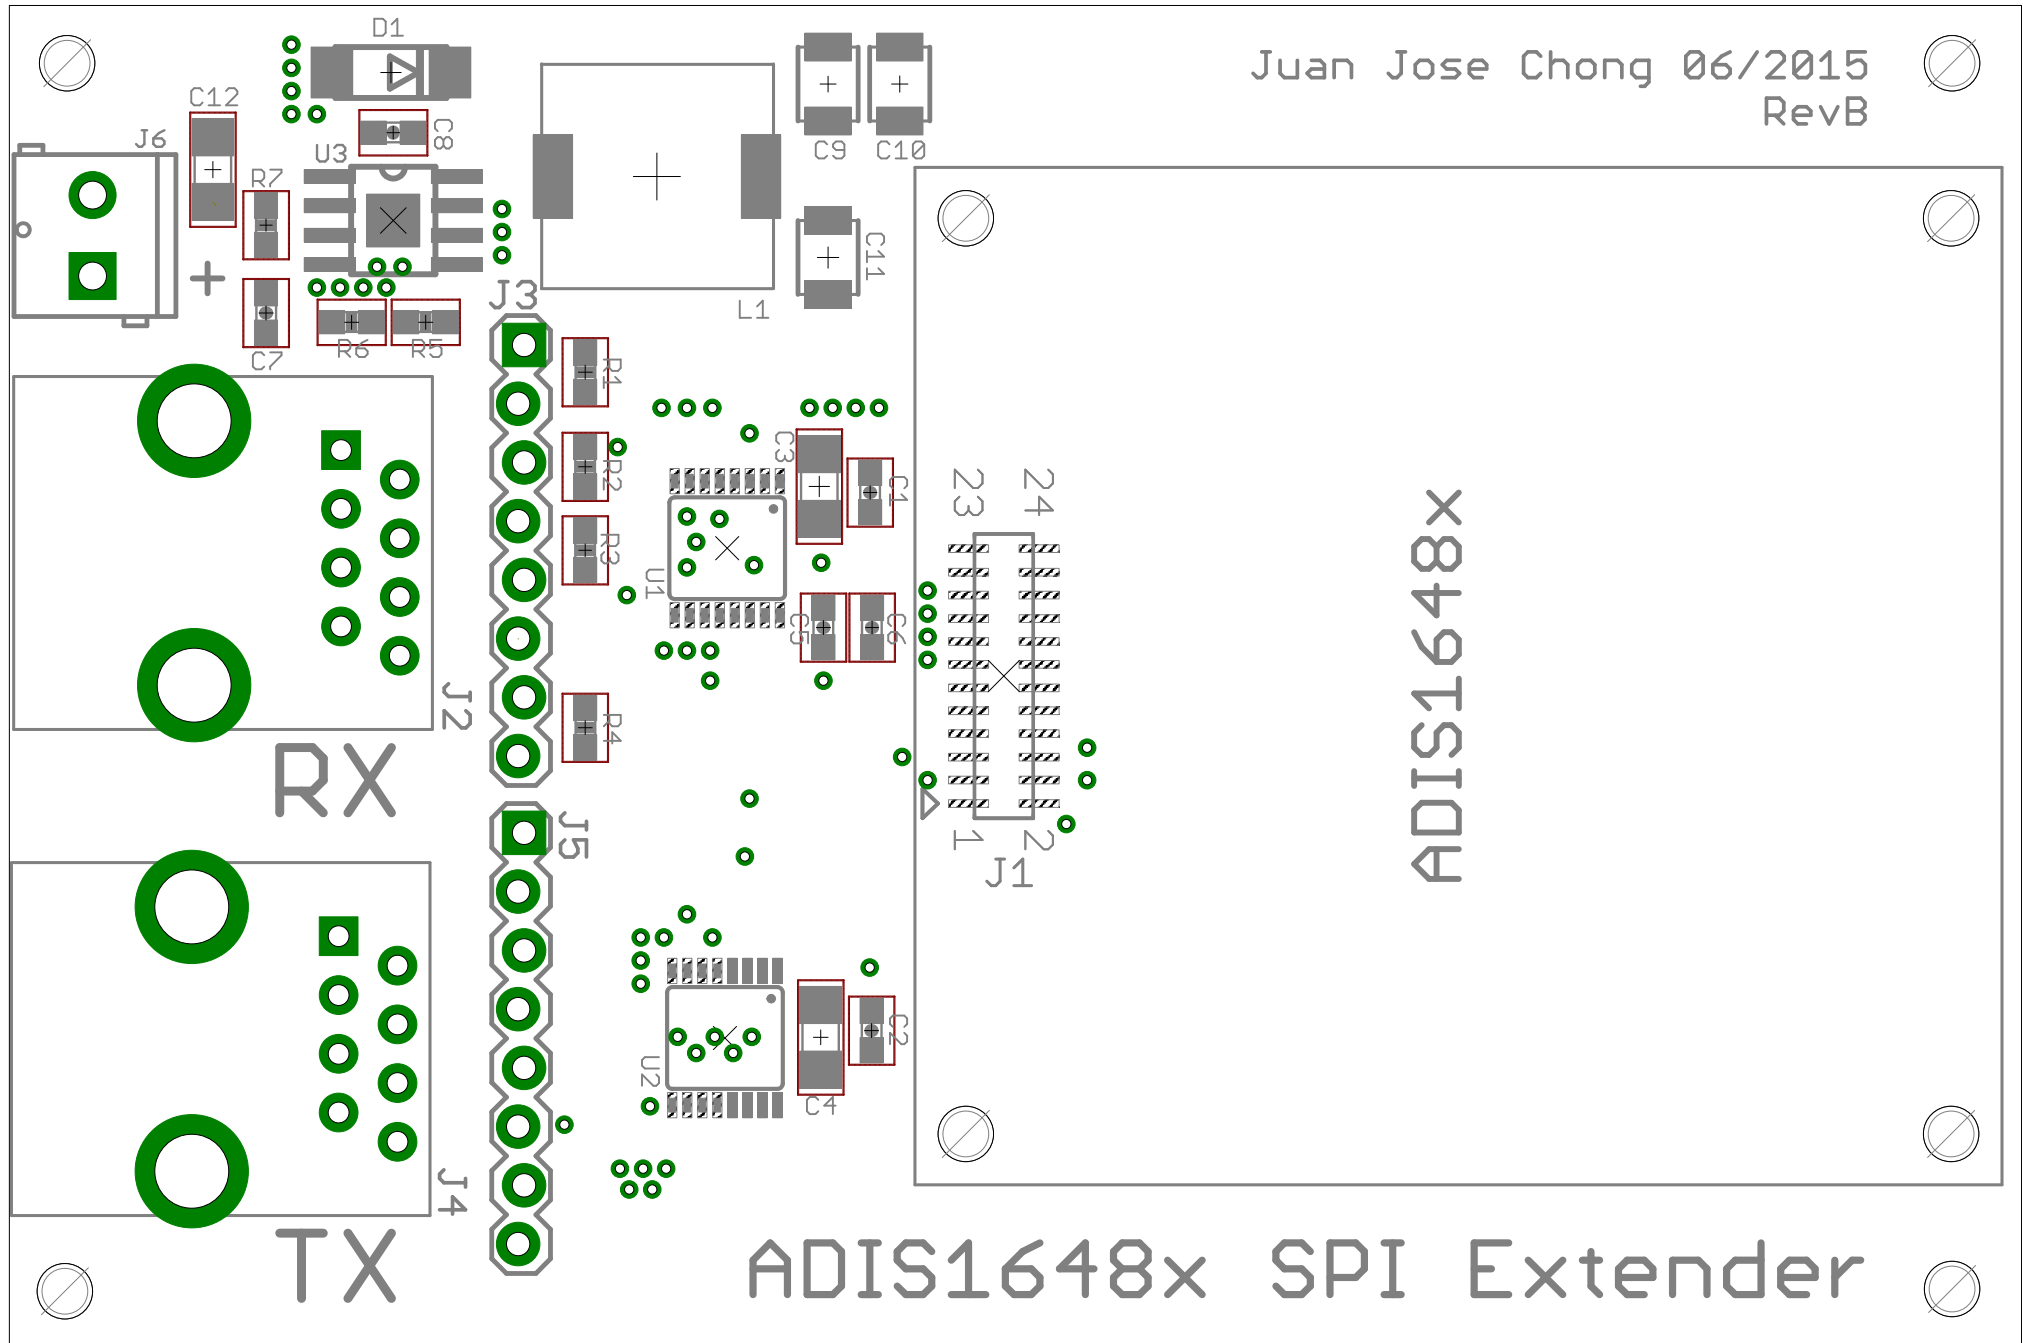 D1
Juan Jose Chong 06/2015
RevB
C12
C8
J6
U3
C9
C10
R7
C11
+
J3
L1
C7
R6
R5
R1
C3
R2
C1
23
24
R3
U1
C5
C6
ADIS1648x
J2
R4
RX
J5
1
2
J1
U2
C2
C4
J4
TX
ADIS1648x SPI Extender